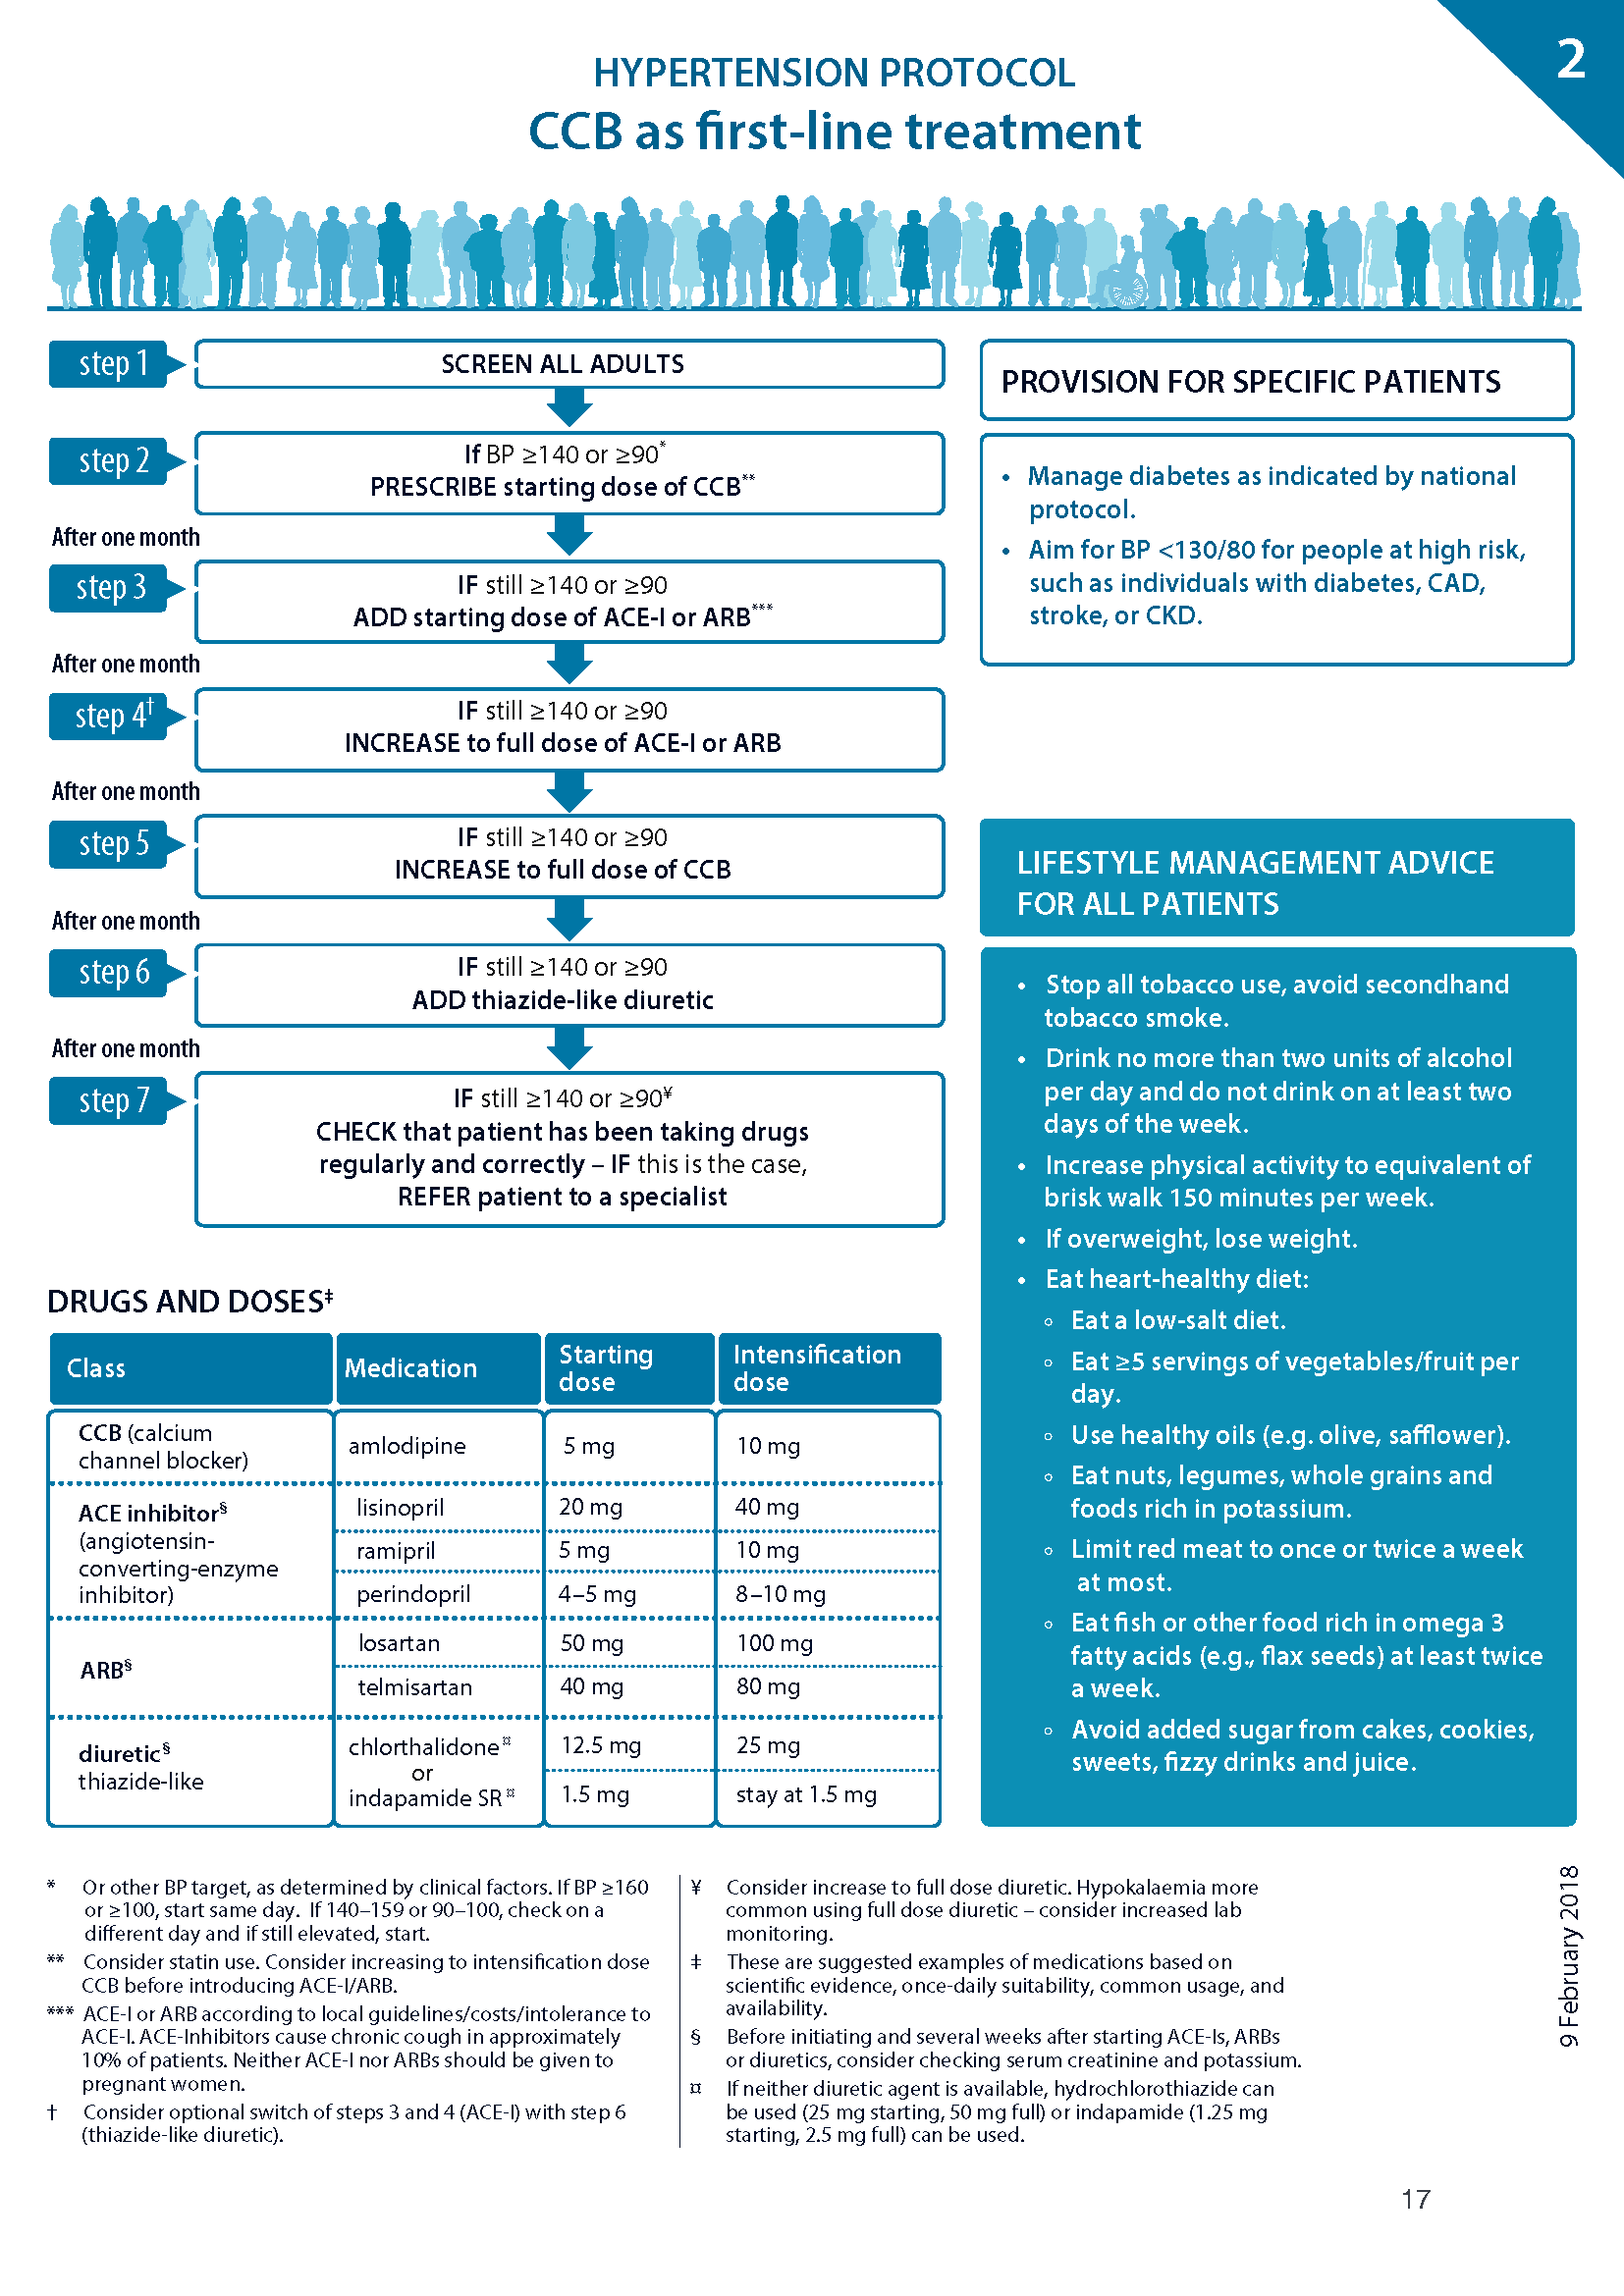 2
HYPERTENSION PROTOCOL
CCB as first-line treatment
step 1
SCREEN ALL ADULTS
step 2
If BP ≥140 or ≥90*
PRESCRIBE starting dose of CCB**
After one month
step 3
IF still ≥140 or ≥90
ADD starting dose of ACE-I or ARB***
After one month
step 4†
IF still ≥140 or ≥90
INCREASE to full dose of ACE-I or ARB
After one month
step 5
IF still ≥140 or ≥90
INCREASE to full dose of CCB
After one month
step 6
IF still ≥140 or ≥90
ADD thiazide-like diuretic
After one month
step 7
IF still ≥140 or ≥90¥
CHECK that patient has been taking drugs
regularly and correctly – IF this is the case,
REFER patient to a specialist
PROVISION FOR SPECIFIC PATIENTS
• Manage diabetes as indicated by national
protocol.
• Aim for BP <130/80 for people at high risk,
such as individuals with diabetes, CAD,
stroke, or CKD.
LIFESTYLE MANAGEMENT ADVICE
FOR ALL PATIENTS
• Stop all tobacco use, avoid secondhand
tobacco smoke.
• Drink no more than two units of alcohol
per day and do not drink on at least two
days of the week.
• Increase physical activity to equivalent of
brisk walk 150 minutes per week.
• If overweight, lose weight.
• Eat heart-healthy diet:
◦ Eat a low-salt diet.
◦ Eat ≥5 servings of vegetables/fruit per
day.
◦ Use healthy oils (e.g. olive, safflower).
◦ Eat nuts, legumes, whole grains and
foods rich in potassium.
◦ Limit red meat to once or twice a week
at most.
◦ Eat fish or other food rich in omega 3
fatty acids (e.g., flax seeds) at least twice
a week.
◦ Avoid added sugar from cakes, cookies,
sweets, fizzy drinks and juice.
DRUGS AND DOSES‡
Class
Medication
Starting
dose
Intensification
dose
CCB (calcium
channel blocker)
amlodipine
5 mg
10 mg
ACE inhibitor§
(angiotensin-
converting-enzyme
inhibitor)
lisinopril
20 mg
40 mg
ramipril
5 mg
10 mg
perindopril
4–5 mg
8–10 mg
ARB§
losartan
50 mg
100 mg
telmisartan
40 mg
80 mg
diuretic§
thiazide-like
chlorthalidone¤
or
indapamide SR¤
12.5 mg
25 mg
1.5 mg
stay at 1.5 mg
* Or other BP target, as determined by clinical factors. If BP ≥160
or ≥100, start same day. If 140–159 or 90–100, check on a
different day and if still elevated, start.
** Consider statin use. Consider increasing to intensification dose
CCB before introducing ACE-I/ARB.
*** ACE-I or ARB according to local guidelines/costs/intolerance to
ACE-I. ACE-Inhibitors cause chronic cough in approximately
10% of patients. Neither ACE-I nor ARBs should be given to
pregnant women.
† Consider optional switch of steps 3 and 4 (ACE-I) with step 6
(thiazide-like diuretic).
¥ Consider increase to full dose diuretic. Hypokalaemia more
common using full dose diuretic – consider increased lab
monitoring.
‡ These are suggested examples of medications based on
scientific evidence, once-daily suitability, common usage, and
availability.
§ Before initiating and several weeks after starting ACE-Is, ARBs
or diuretics, consider checking serum creatinine and potassium.
¤ If neither diuretic agent is available, hydrochlorothiazide can
be used (25 mg starting, 50 mg full) or indapamide (1.25 mg
starting, 2.5 mg full) can be used.
9 February 2018
17